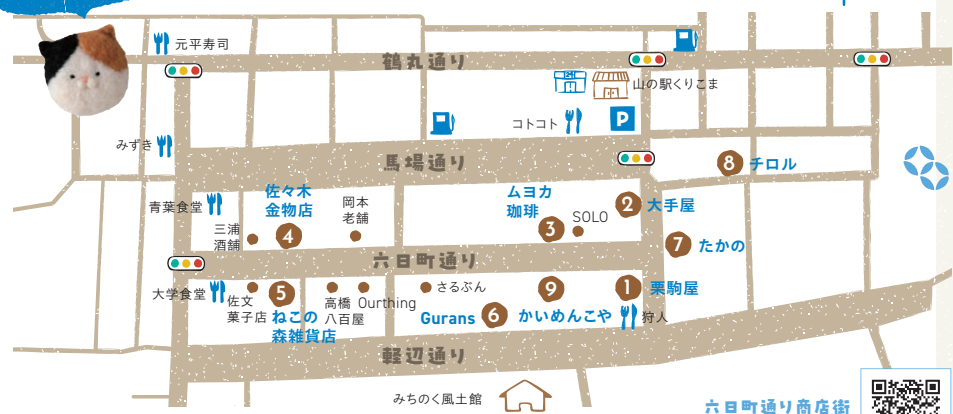 元平寿司
鶴丸通り
山の駅くりこま
コトコト
P
みずき
馬場通り
8 チロル
青葉食堂
佐々木
金物店
岡本
老舗
ムヨカ
珈琲
SOLO
2 大手屋
三浦
酒舗
4
3
7 たかの
六日町通り
大学食堂
佐文
菓子店
5
ねこの
森雑貨店
高橋
八百屋
Ourthing
さるぶん
Gurans 6
9
かいめんこや
1 栗駒屋
狩人
軽辺通り
みちのく風土館
六日町通り商店街